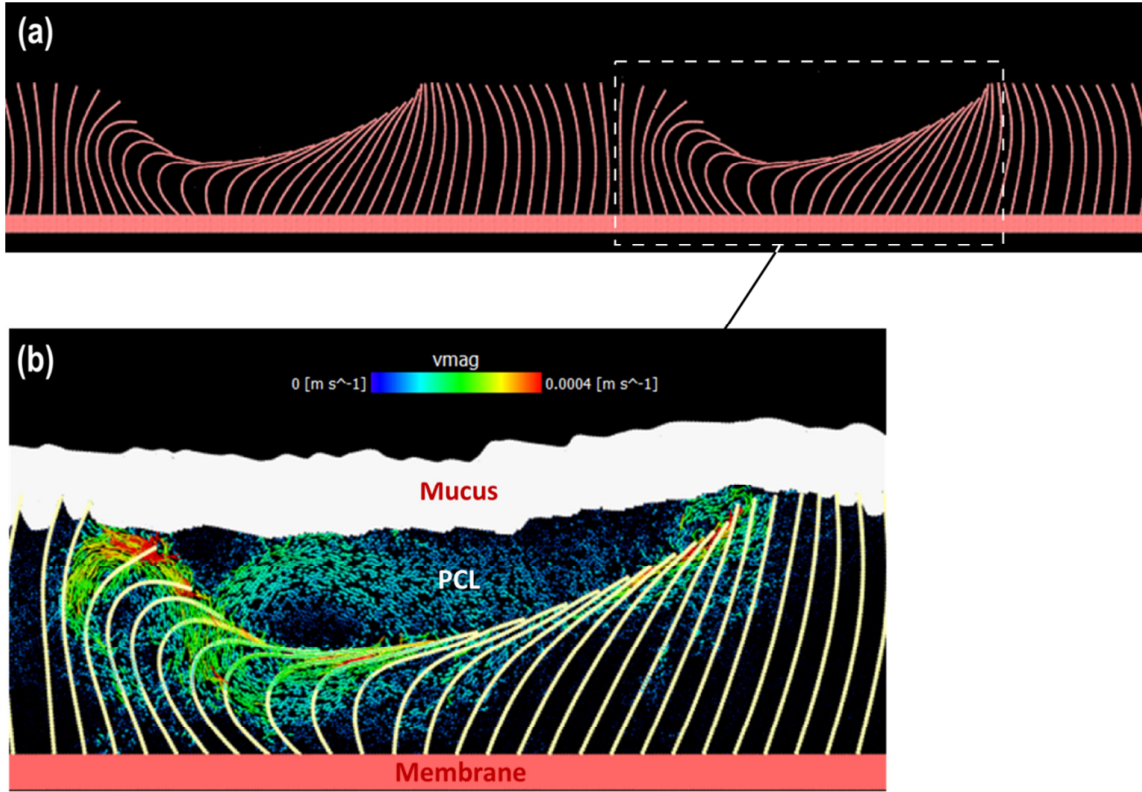 (a)
(b)
vmag
0 [m s^-1] 0.0004 [m s^-1]
Mucus
PCL
Membrane